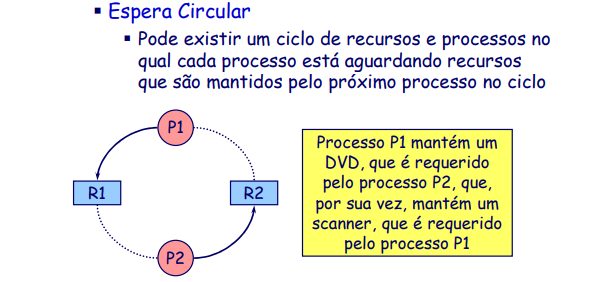 ▪ Espera Circular
▪ Pode existir um ciclo de recursos e processos no
qual cada processo está aguardando recursos
que são mantidos pelo próximo processo no ciclo
P1
R1
R2
P2
Processo P1 mantém um
DVD, que é requerido
pelo processo P2, que,
por sua vez, mantém um
scanner, que é requerido
pelo processo P1